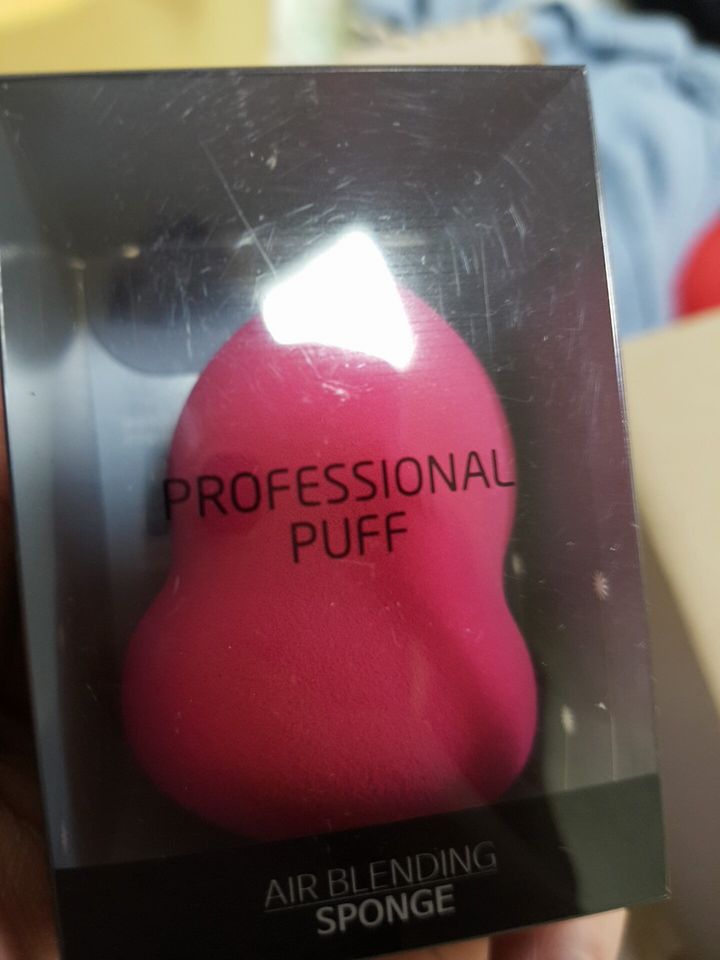 PROFESSIONAL
PUFF
AIR BLENDING
SPONGE